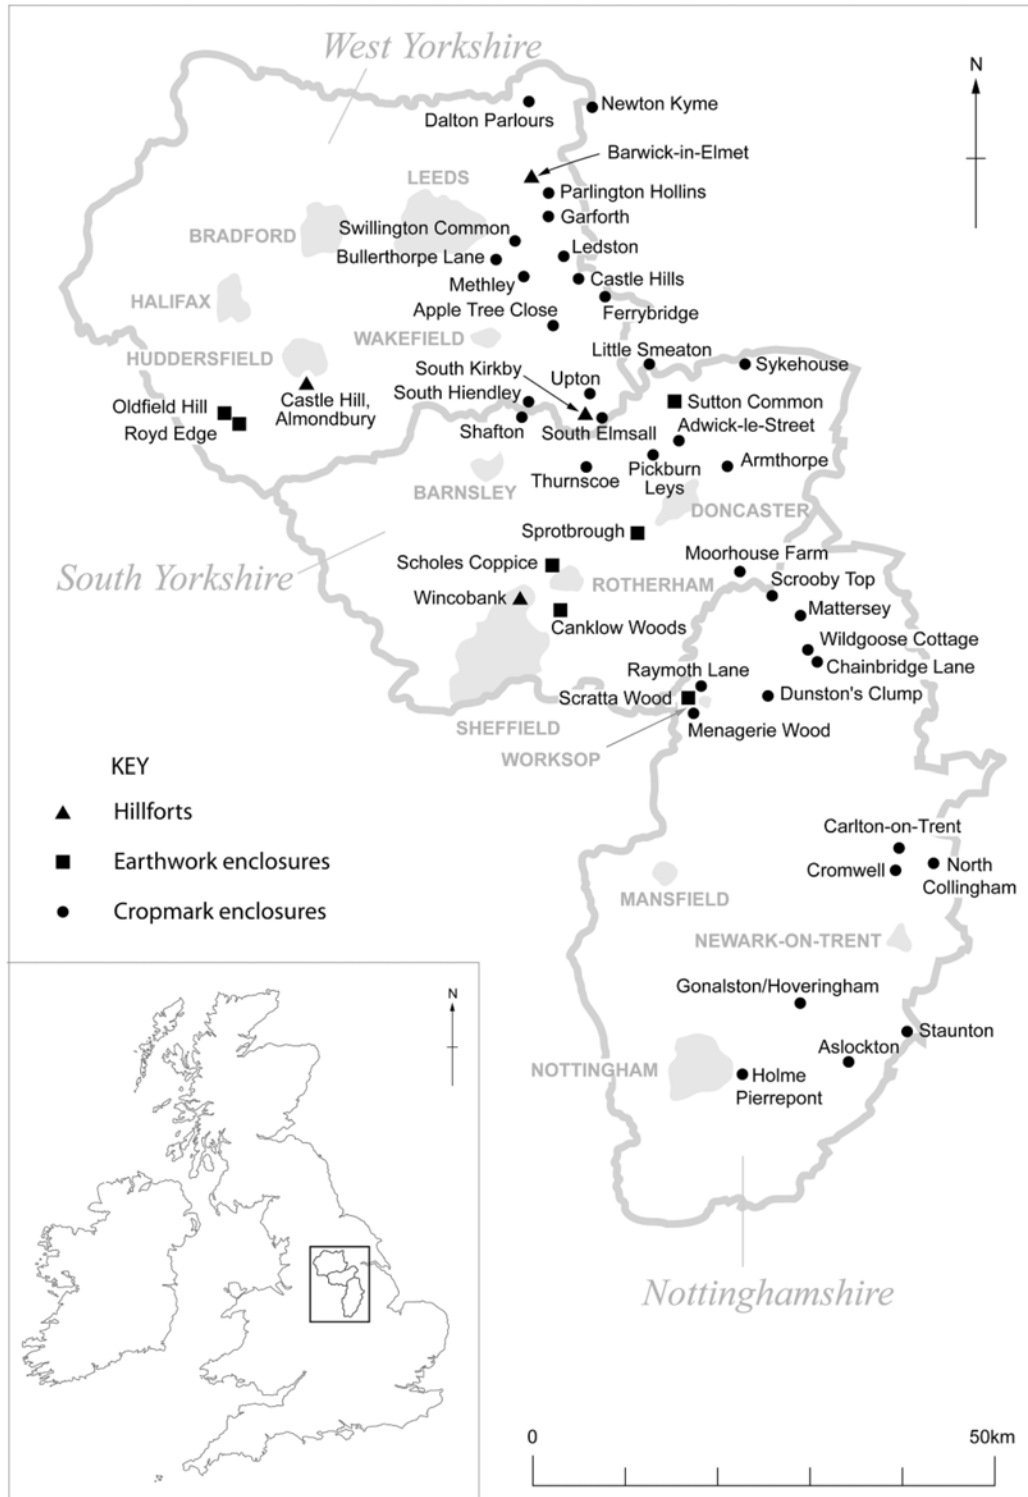 West Yorkshire
N
Newton Kyme
Dalton Parlours
Barwick-in-Elmet
LEEDS
Parlington Hollins
Garforth
BRADFORD
Swillington Common
Ledston
Bullerthorpe Lane
Castle Hills
Methley
HALIFAX
Apple Tree Close
Ferrybridge
WAKEFIELD
HUDDERSFIELD
Little Smeaton
Sykehouse
South Kirkby
Upton
South Hiendley
Castle Hill,
Almondbury
Oldfield Hill
Royd Edge
Sutton Common
Shafton
South Elmsall
Adwick-le-Street
Armthorpe
Pickburn
Leys
Thurnscoe
BARNSLEY
DONCASTER
Sprotbrough
Moorhouse Farm
Scholes Coppice
South Yorkshire
ROTHERHAM
Scrooby Top
Wincobank
Mattersey
Canklow Woods
Wildgoose Cottage
Chainbridge Lane
Raymoth Lane
Scratta Wood
Dunston's Clump
SHEFFIELD
Menagerie Wood
WORKSOP
KEY
Hillforts
Earthwork enclosures
Cropmark enclosures
Carlton-on-Trent
Cromwell
North
Collingham
MANSFIELD
NEWARK-ON-TRENT
Gonalston/Hoveringham
Staunton
Aslockton
NOTTINGHAM
Holme
Pierrepont
N
Nottinghamshire
0
50km